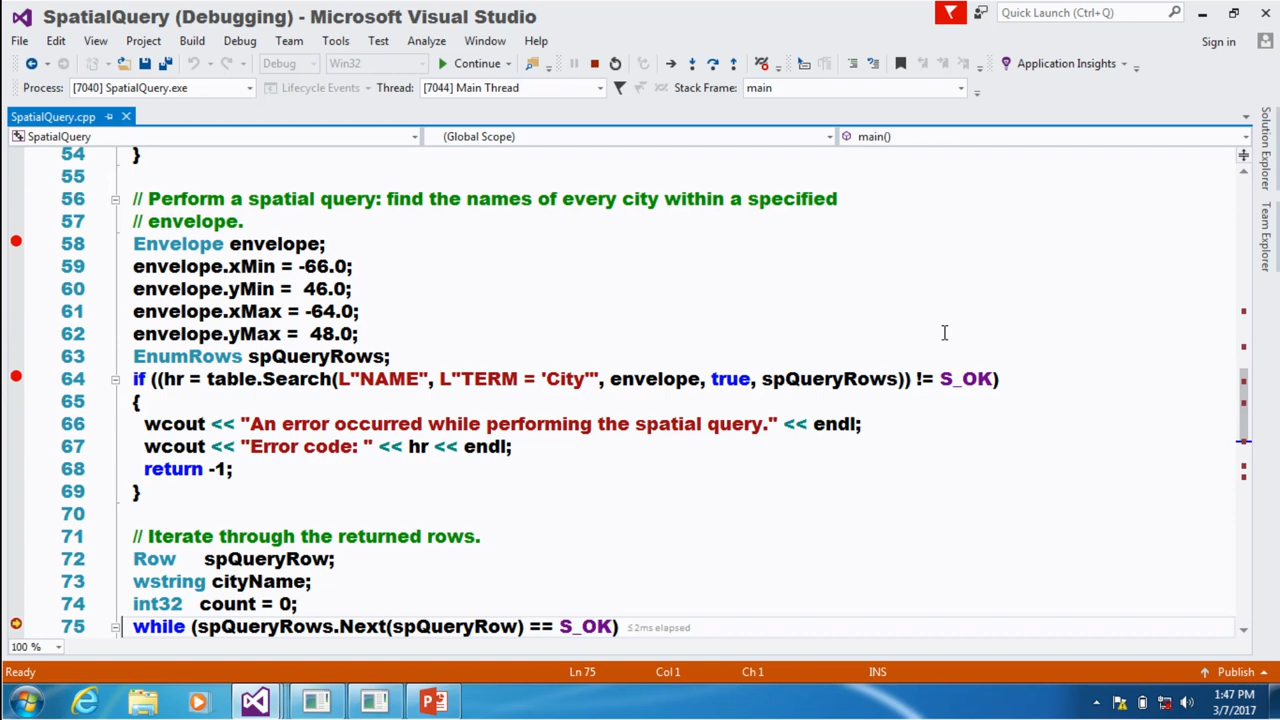 SpatialQuery (Debugging) - Microsoft Visual Studio
Quick Launch (Ctrl+Q)
File Edit View Project Build Debug Team Tools Test Analyze Window Help
Sign in
Debug Win32 Continue Application Insights
Process: [7040] SpatialQuery.exe Lifecycle Events Thread: [7044] Main Thread Stack Frame: main
SpatialQuery.cpp
SpatialQuery (Global Scope) main()
54 }
55
56 // Perform a spatial query: find the names of every city within a specified
57 // envelope.
58 Envelope envelope;
59 envelope.xMin = -66.0;
60 envelope.yMin =  46.0;
61 envelope.xMax = -64.0;
62 envelope.yMax =  48.0;
63 EnumRows spQueryRows;
64 if ((hr = table.Search(L"NAME", L"TERM = 'City'", envelope, true, spQueryRows)) != S_OK)
65 {
66 wcout << "An error occurred while performing the spatial query." << endl;
67 wcout << "Error code: " << hr << endl;
68 return -1;
69 }
70
71 // Iterate through the returned rows.
72 Row spQueryRow;
73 wstring cityName;
74 int32 count = 0;
75 while (spQueryRows.Next(spQueryRow) == S_OK) ≤2ms elapsed
100 %
Solution Explorer
Team Explorer
Ready Ln 75 Col 1 Ch 1 INS Publish
1:47 PM
3/7/2017